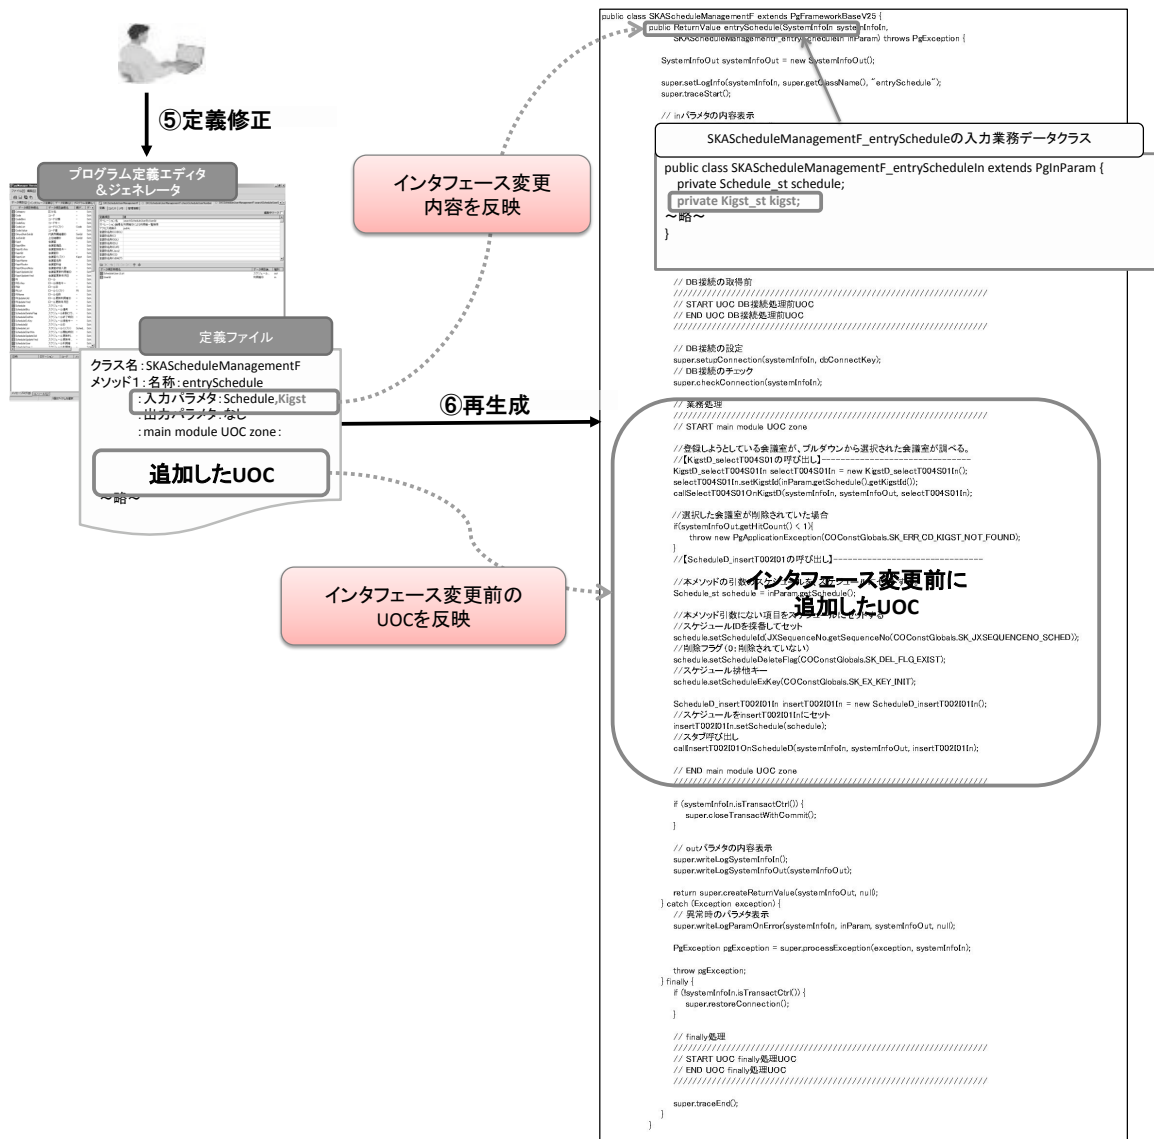 ⑤定義修正
プログラム定義エディタ
＆ジェネレータ
定義ファイル
クラス名：SKAScheduleManagementF
メソッド1：名称：entrySchedule
：入力パラメタ：Schedule,Kigst
：出力パラメタ：なし
：main module UOC zone：
追加したUOC
～略～
⑥再生成
インタフェース変更
内容を反映
インタフェース変更前の
UOCを反映
public class SKAScheduleManagementF extends PgFrameworkBaseV25 {
public ReturnValue entrySchedule(SystemInfoIn systemInfoIn,
SKAScheduleManagementF_entryScheduleIn inParam) throws PgException {
SystemInfoOut systemInfoOut = new SystemInfoOut();
super.setLogInfo(systemInfoIn, super.getClassName(), "entrySchedule");
super.traceStart();
// inパラメタの内容表示
SKAScheduleManagementF_entryScheduleの入力業務データクラス
public class SKAScheduleManagementF_entryScheduleIn extends PgInParam {
private Schedule_st schedule;
private Kigst_st kigst;
～略～
}
// DB接続の取得前
//////////////////////////////////////////////////////////////////
// START UOC DB接続処理前UOC
// END UOC DB接続処理前UOC
//////////////////////////////////////////////////////////////////
// DB接続の設定
super.setupConnection(systemInfoIn, dbConnectKey);
// DB接続のチェック
super.checkConnection(systemInfoIn);
// 業務処理
//////////////////////////////////////////////////////////////////
// START main module UOC zone
//登録しようとしている会議室が、プルダウンから選択された会議室が調べる。
//【KigstD_selectT004S01の呼び出し】-------------------------------
KigstD_selectT004S01In selectT004S01In = new KigstD_selectT004S01In();
selectT004S01In.setKigstId(inParam.getSchedule().getKigstId());
callSelectT004S01OnKigstD(systemInfoIn, systemInfoOut, selectT004S01In);
//選択した会議室が削除されていた場合
if(systemInfoOut.getHitCount() < 1){
throw new PgApplicationException(COConstGlobals.SK_ERR_CD_KIGST_NOT_FOUND);
}
//【ScheduleD_insertT002I01の呼び出し】-------------------------------
//本メソッドの引数のスケジュールを、スケジュールに
Schedule_st schedule = inParam.getSchedule();
インタフェース変更前に
追加したUOC
//本メソッド引数にない項目をスケジュールにセットする
//スケジュールIDを採番してセット
schedule.setScheduleId(JXSequenceNo.getSequenceNo(COConstGlobals.SK_JXSEQUENCENO_SCHED));
//削除フラグ（0：削除されていない）
schedule.setScheduleDeleteFlag(COConstGlobals.SK_DEL_FLG_EXIST);
//スケジュール排他キー
schedule.setScheduleExKey(COConstGlobals.SK_EX_KEY_INIT);
ScheduleD_insertT002I01In insertT002I01In = new ScheduleD_insertT002I01In();
//スケジュールをinsertT002I01Inにセット
insertT002I01In.setSchedule(schedule);
//スタブ呼び出し
callInsertT002I01OnScheduleD(systemInfoIn, systemInfoOut, insertT002I01In);
// END main module UOC zone
//////////////////////////////////////////////////////////////////
if (systemInfoIn.isTransactCtrl()) {
super.closeTransactWithCommit();
}
// outパラメタの内容表示
super.writeLogSystemInfoIn();
super.writeLogSystemInfoOut(systemInfoOut);
return super.createReturnValue(systemInfoOut, null);
} catch (Exception exception) {
// 異常時のパラメタ表示
super.writeLogParamOnError(systemInfoIn, inParam, systemInfoOut, null);
PgException pgException = super.processException(exception, systemInfoIn);
throw pgException;
} finally {
if (!systemInfoIn.isTransactCtrl()) {
super.restoreConnection();
}
// finally処理
//////////////////////////////////////////////////////////////////
// START UOC finally処理UOC
// END UOC finally処理UOC
//////////////////////////////////////////////////////////////////
super.traceEnd();
}
}